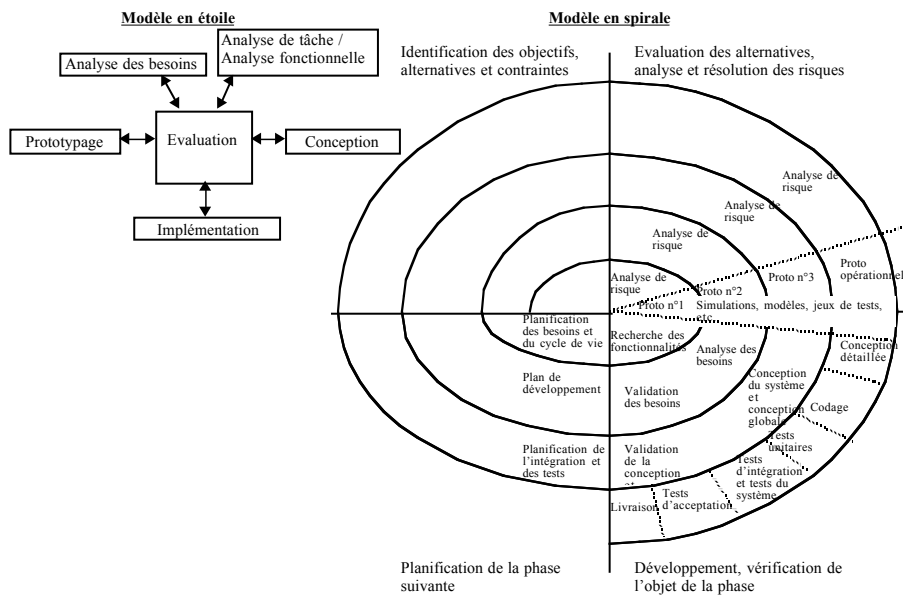 Modèle en étoile
Analyse des besoins
Analyse de tâche /
Analyse fonctionnelle
Prototypage
Evaluation
Conception
Implémentation
Modèle en spirale
Identification des objectifs,
alternatives et contraintes
Evaluation des alternatives,
analyse et résolution des risques
Analyse de
risque
Analyse de
risque
Analyse de
risque
Analyse de
risque
Proto n°1
Proto n°2
Proto n°3
Proto
opérationnel
Simulations, modèles, jeux de tests,
etc
Planification
des besoins et
du cycle de vie
Recherche des
fonctionnalités
Analyse des
besoins
Conception
détaillée
Plan de
développement
Validation
des besoins
Conception
du système
et
conception
globale
Codage
Tests
unitaires
Planification de
l'intégration et
des tests
Validation
de la
conception
Tests
d'intégration
et tests du
système
Livraison
Tests
d'acceptation
Planification de la phase
suivante
Développement, vérification de
l'objet de la phase